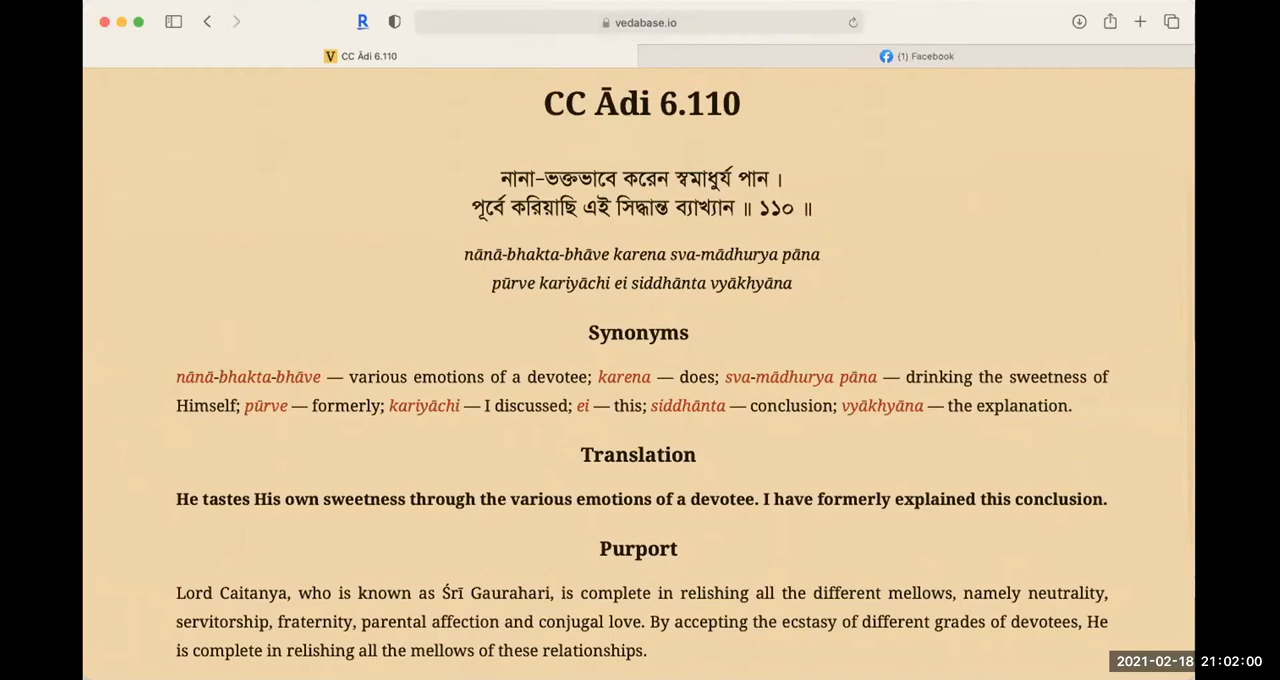 vedabase.io
CC Ādi 6.110
(1) Facebook
CC Ādi 6.110
নানা-ভক্তভাবে করেন স্বমাধুর্য পান ।
পূর্বে করিয়াছি এই সিদ্ধান্ত ব্যাখ্যান ॥ ১১০ ॥
nānā-bhakta-bhāve karena sva-mādhurya pāna
pūrve kariyāchi ei siddhānta vyākhyāna
Synonyms
nānā-bhakta-bhāve — various emotions of a devotee; karena — does; sva-mādhurya pāna — drinking the sweetness of
Himself; pūrve — formerly; kariyāchi — I discussed; ei — this; siddhānta — conclusion; vyākhyāna — the explanation.
Translation
He tastes His own sweetness through the various emotions of a devotee. I have formerly explained this conclusion.
Purport
Lord Caitanya, who is known as Śrī Gaurahari, is complete in relishing all the different mellows, namely neutrality,
servitorship, fraternity, parental affection and conjugal love. By accepting the ecstasy of different grades of devotees, He
is complete in relishing all the mellows of these relationships.
2021-02-18 21:02:00